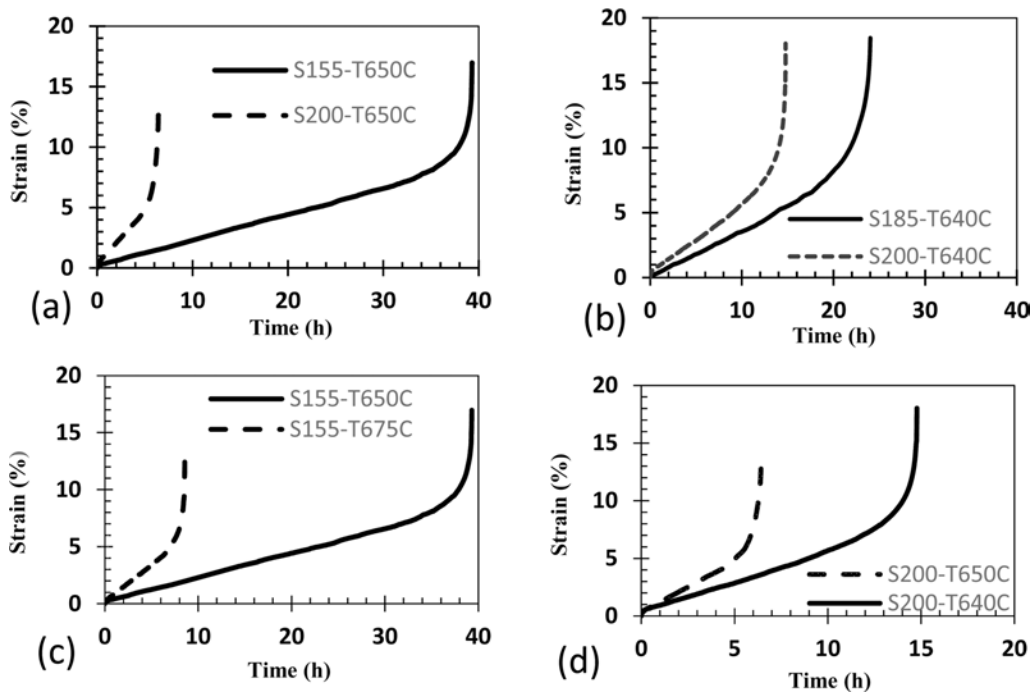 20
15
10
5
0
Strain (%)
S155-T650C
S200-T650C
0 10 20 30 40
Time (h)
(a)
20
15
10
5
0
Strain (%)
S185-T640C
S200-T640C
0 10 20 30 40
Time (h)
(b)
20
15
10
5
0
Strain (%)
S155-T650C
S155-T675C
0 20 40
Time (h)
(c)
20
15
10
5
0
Strain (%)
S200-T650C
S200-T640C
0 5 10 15 20
Time (h)
(d)